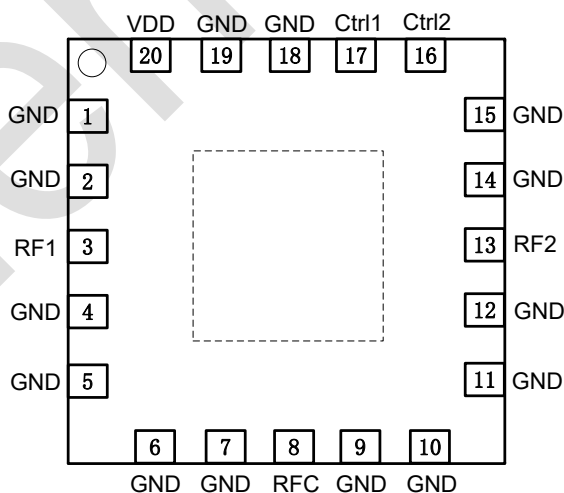 VDD GND GND Ctrl1 Ctrl2
20 19 18 17 16
GND 1 15 GND
GND 2 14 GND
RF1 3 13 RF2
GND 4 12 GND
GND 5 11 GND
6 7 8 9 10
GND GND RFC GND GND